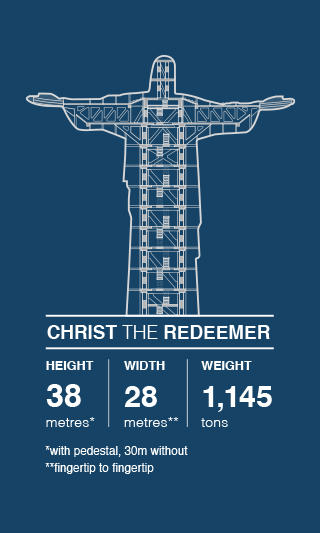 CHRIST THE REDEEMER
HEIGHT WIDTH WEIGHT
38 28 1,145
metres* metres** tons
*with pedestal, 30m without
**fingertip to fingertip